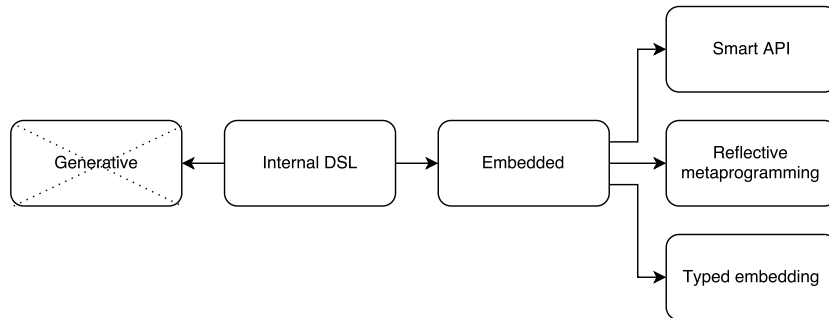 Smart API
Generative
Internal DSL
Embedded
Reflective
metaprogramming
Typed embedding